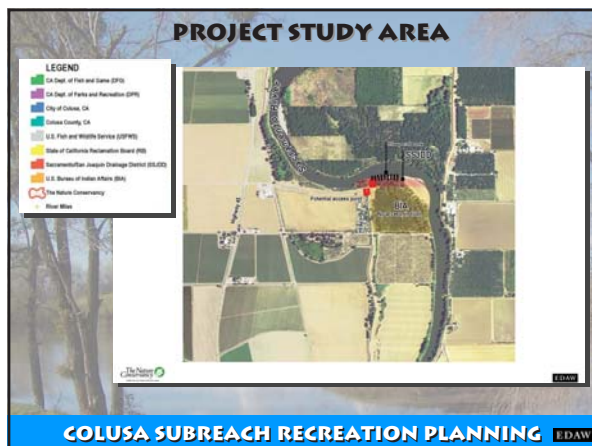 PROJECT STUDY AREA
LEGEND
CA Dept. of Fish and Game (DFG)
CA Dept. of Parks and Recreation (DPR)
City of Colusa, CA
Colusa County, CA
U.S. Fish and Wildlife Service (USFWS)
State of California Reclamation Board (RB)
Sacramento/San Joaquin Drainage District (SSJDD)
U.S. Bureau of Indian Affairs (BIA)
The Nature Conservancy
River Miles
SSJDD
Potential access point
BIA
Highway 45
The Nature
Conservancy
EDAW
COLUSA SUBREACH RECREATION PLANNING EDAW